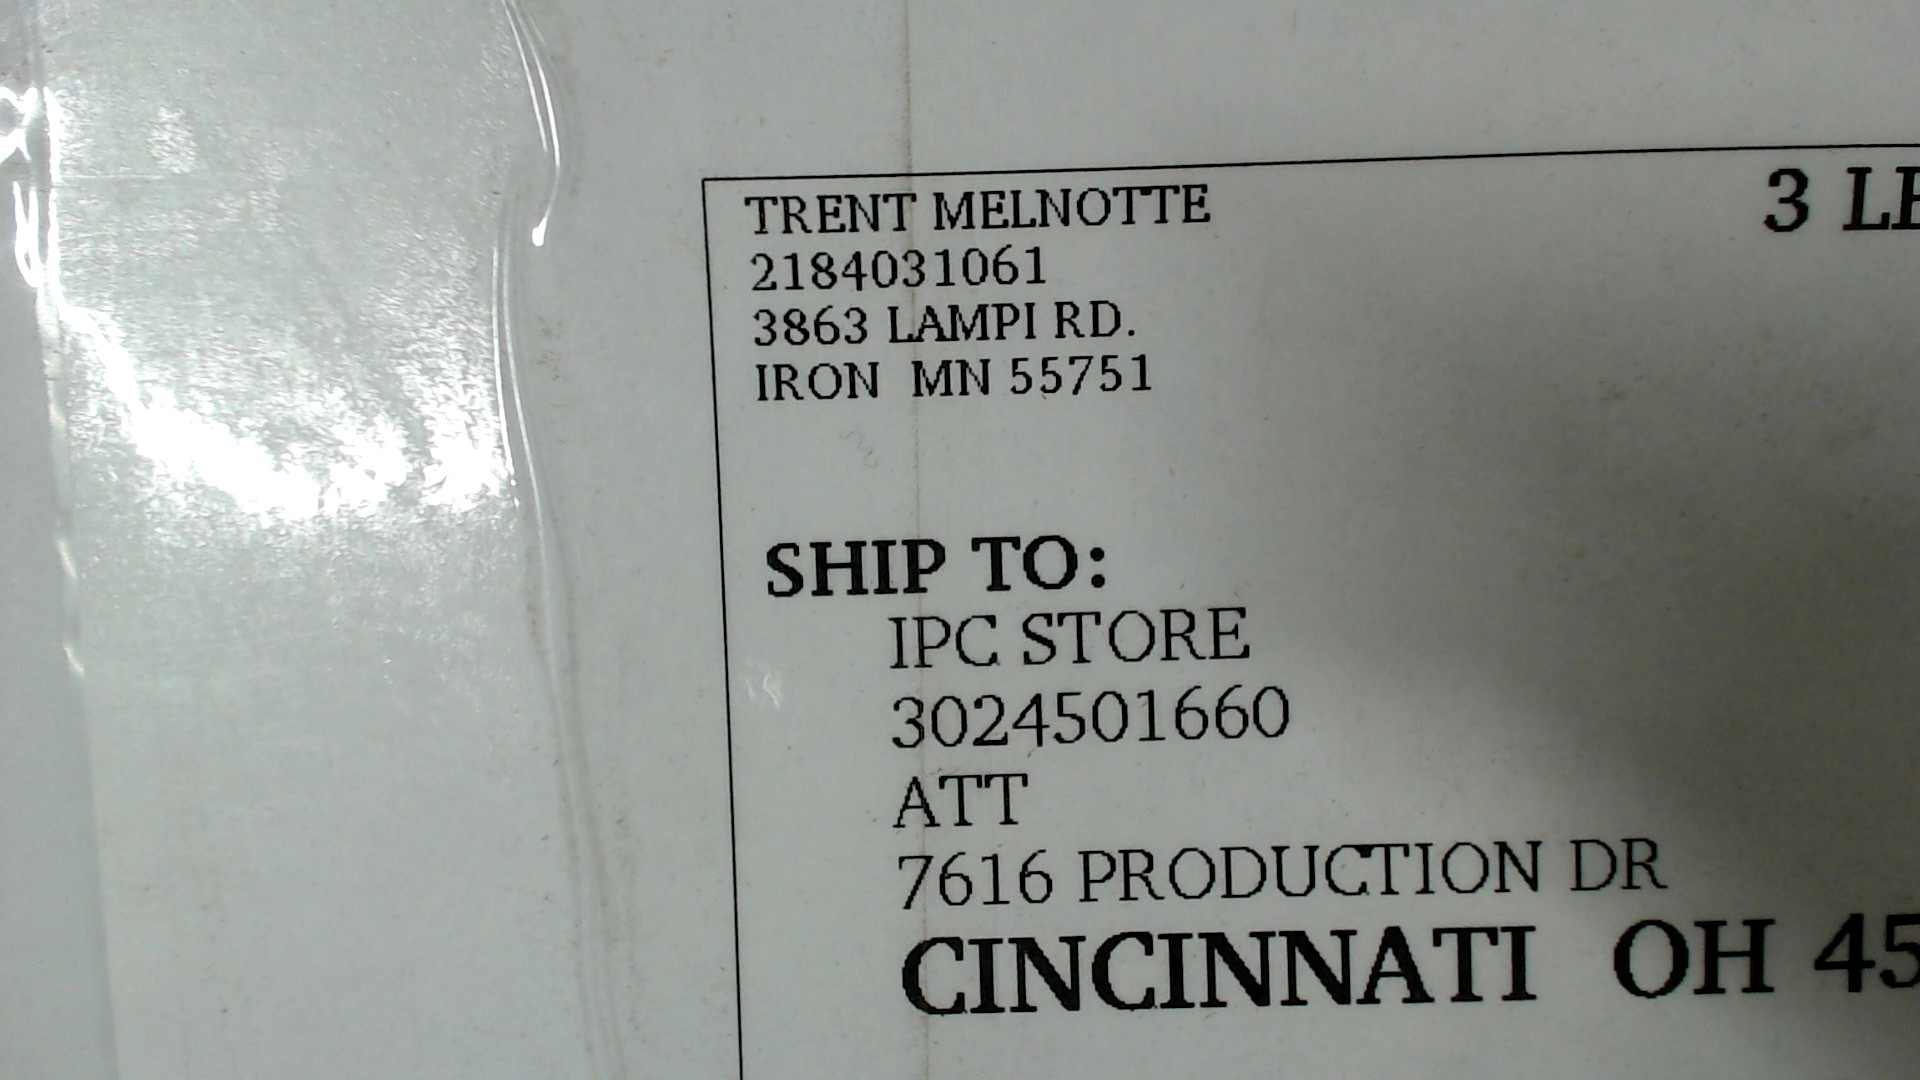 TRENT MELNOTTE
3 
2184031061
3863 LAMPI RD.
IRON MN 55751
SHIP TO:
IPC STORE
3024501660
ATT
7616 PRODUCTION DR
CINCINNATI OH